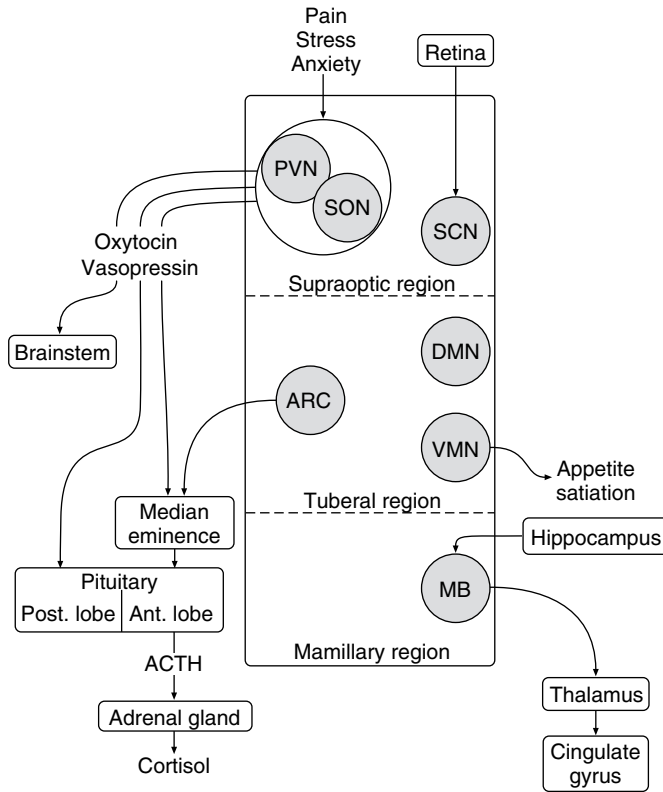 Pain
Stress
Anxiety
Retina
PVN
SON
SCN
Oxytocin
Vasopressin
Supraoptic region
Brainstem
DMN
ARC
VMN
Appetite
satiation
Tuberal region
Median
eminence
Hippocampus
Pituitary
Post. lobe
Ant. lobe
MB
Mamillary region
ACTH
Thalamus
Adrenal gland
Cingulate
gyrus
Cortisol